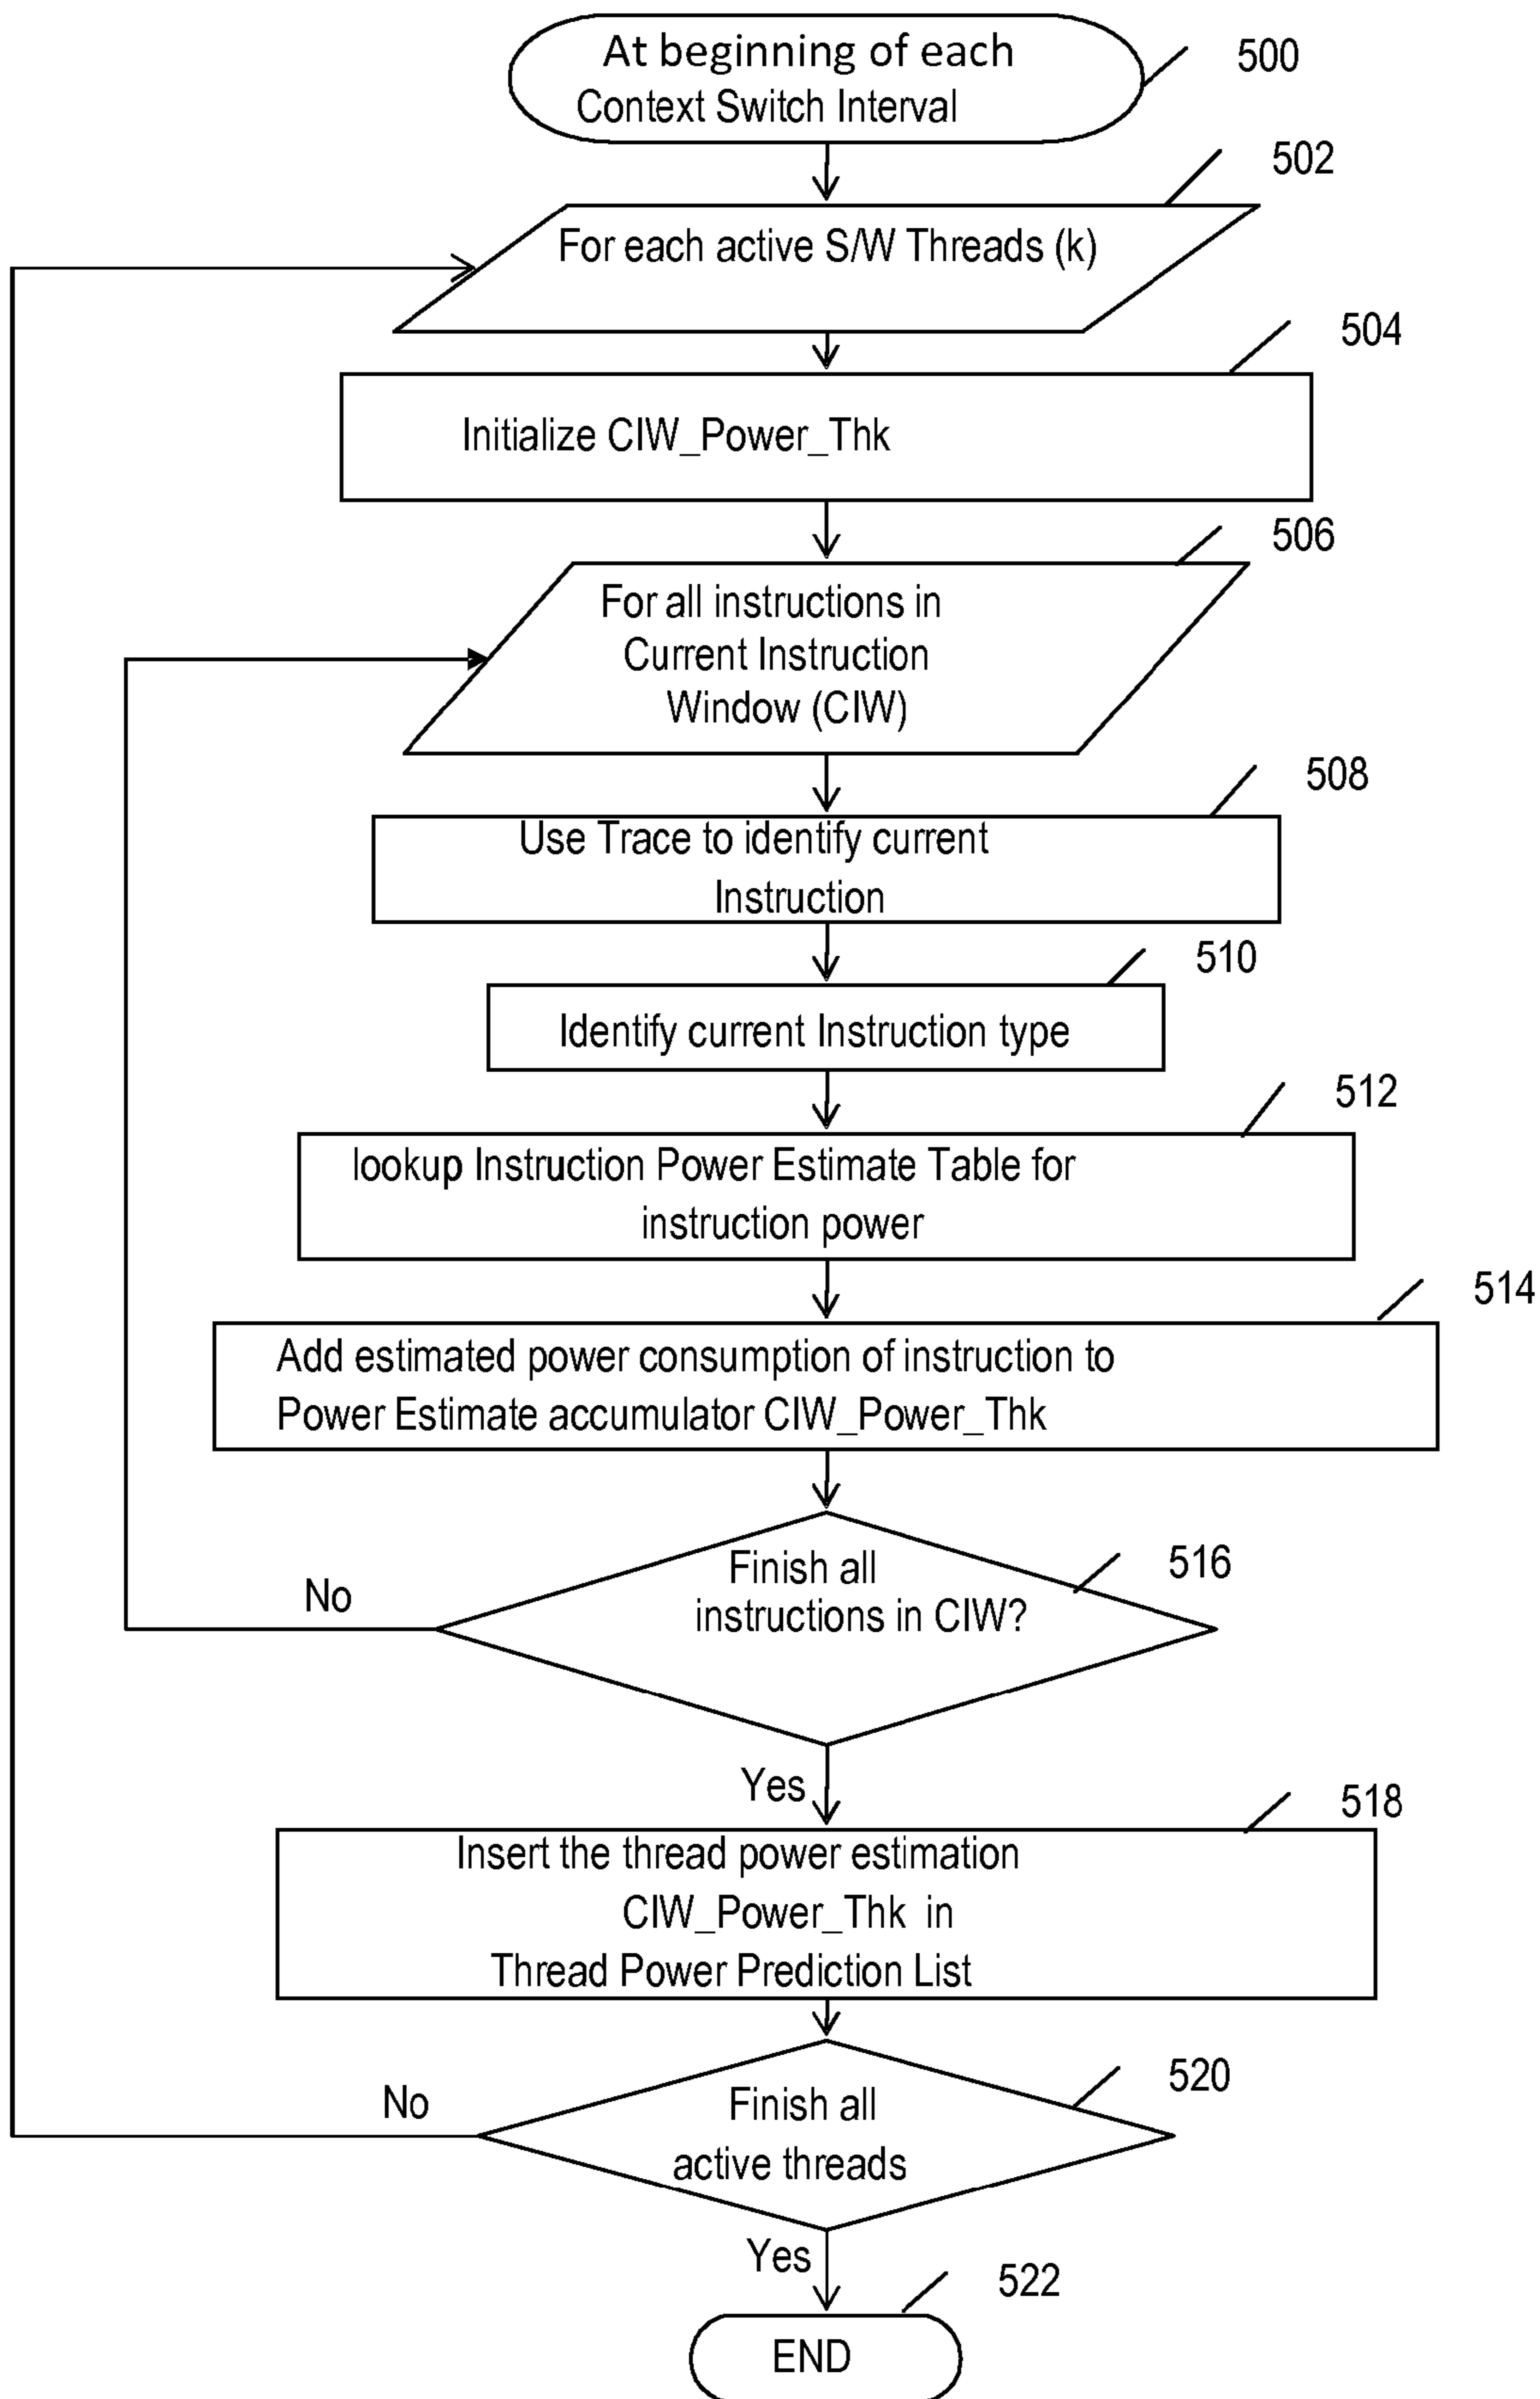 At beginning of each
Context Switch Interval
500
502
For each active S/W Threads (k)
504
Initialize CIW_Power_Thk
506
For all instructions in
Current Instruction
Window (CIW)
508
Use Trace to identify current
Instruction
510
Identify current Instruction type
512
lookup Instruction Power Estimate Table for
instruction power
514
Add estimated power consumption of instruction to
Power Estimate accumulator CIW_Power_Thk
516
Finish all
instructions in CIW?
No
Yes
518
Insert the thread power estimation
CIW_Power_Thk in
Thread Power Prediction List
520
No
Finish all
active threads
Yes
522
END